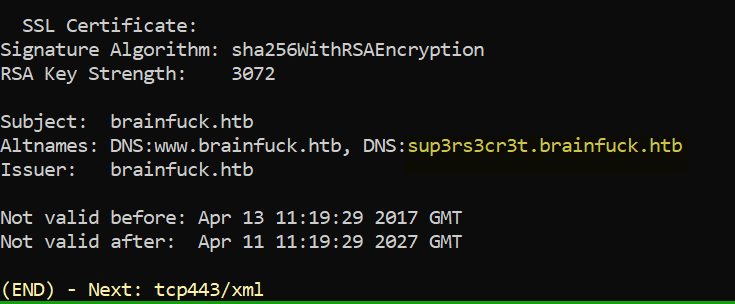 SSL Certificate:
Signature Algorithm: sha256WithRSAEncryption
RSA Key Strength:    3072
Subject:  brainfuck.htb
Altnames: DNS:www.brainfuck.htb, DNS:sup3rs3cr3t.brainfuck.htb
Issuer:   brainfuck.htb
Not valid before: Apr 13 11:19:29 2017 GMT
Not valid after:  Apr 11 11:19:29 2027 GMT
(END) - Next: tcp443/xml